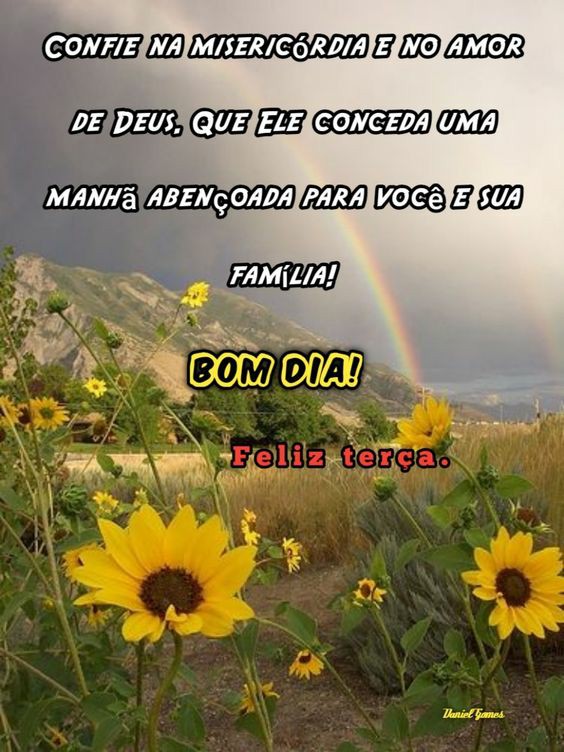 Confie na misericórdia e no amor
de Deus. Que Ele conceda uma
manhã abençoada para você e sua
família!
BOM DIA!
Feliz terça.
Daniel Gomes